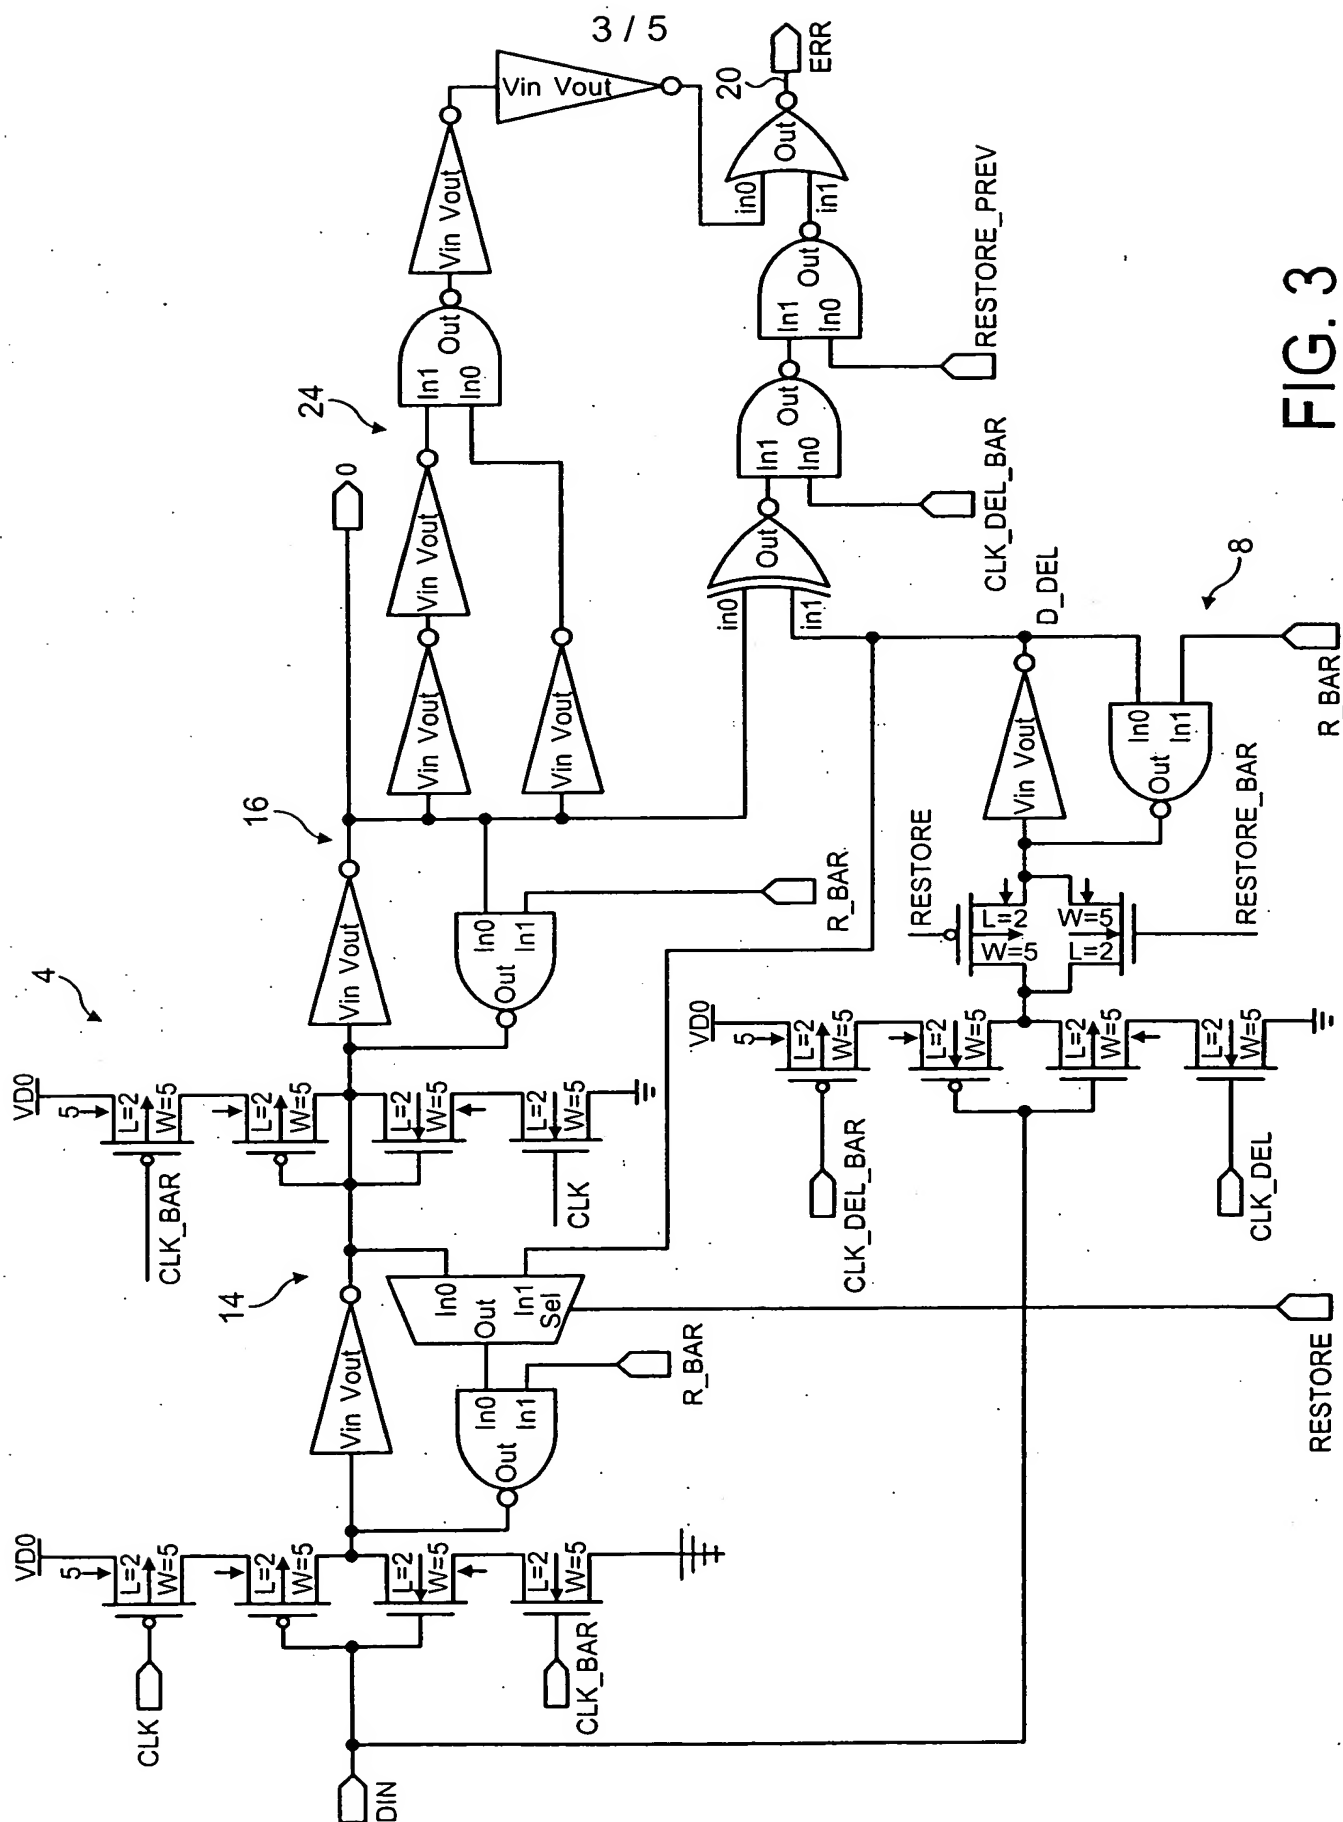 3 / 5
FIG. 3
DIN
CLK
VD0
5
L=2
W=5
L=2
W=5
L=2
W=5
L=2
W=5
CLK_BAR
Vin Vout
14
In0
In1
Out
Sel
In0
In1
Out
R_BAR
RESTORE
4
CLK_BAR
VD0
5
L=2
W=5
L=2
W=5
L=2
W=5
L=2
W=5
CLK
Vin Vout
16
In0
In1
Out
R_BAR
0
Vin Vout
Vin Vout
Vin Vout
24
In1
In0
Out
Vin Vout
Vin Vout
in0
in1
Out
CLK_DEL_BAR
In1
In0
Out
RESTORE_PREV
In1
In0
Out
in0
in1
Out
20
ERR
CLK_DEL_BAR
VD0
5
L=2
W=5
L=2
W=5
L=2
W=5
L=2
W=5
CLK_DEL
RESTORE
L=2
W=5
W=5
L=2
RESTORE_BAR
Vin Vout
D_DEL
In0
In1
Out
8
R_BAR